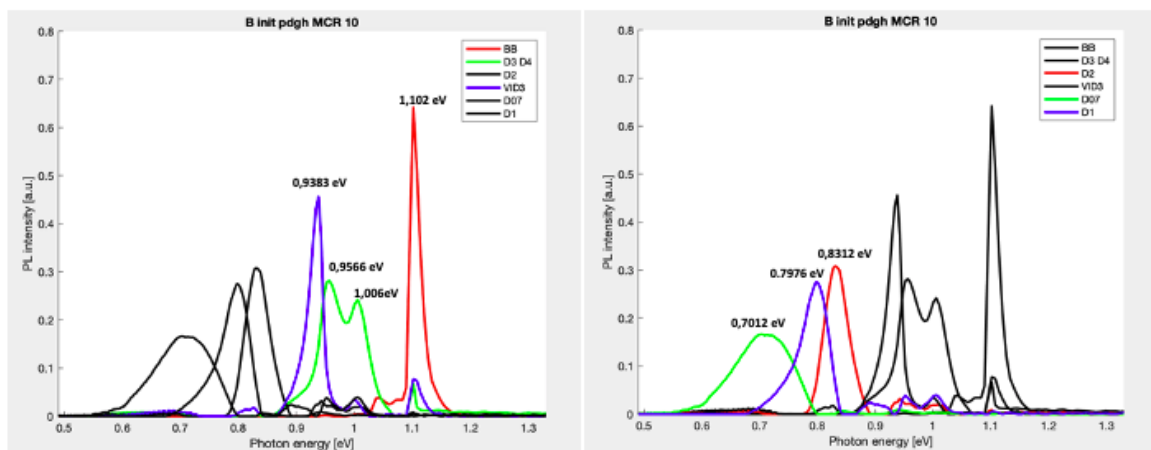 B init pdgh MCR 10
0.8
0.7
0.6
0.5
0.4
0.3
0.2
0.1
0
PL intensity [a.u.]
0.5 0.6 0.7 0.8 0.9 1 1.1 1.2 1.3
Photon energy [eV]
BB
D3 D4
D2
VID3
D07
D1
1,102 eV
0,9383 eV
0,9566 eV
1,006eV
B init pdgh MCR 10
0.8
0.7
0.6
0.5
0.4
0.3
0.2
0.1
0
PL intensity [a.u.]
0.5 0.6 0.7 0.8 0.9 1 1.1 1.2 1.3
Photon energy [eV]
BB
D3 D4
D2
VID3
D07
D1
0,8312 eV
0.7976 eV
0,7012 eV